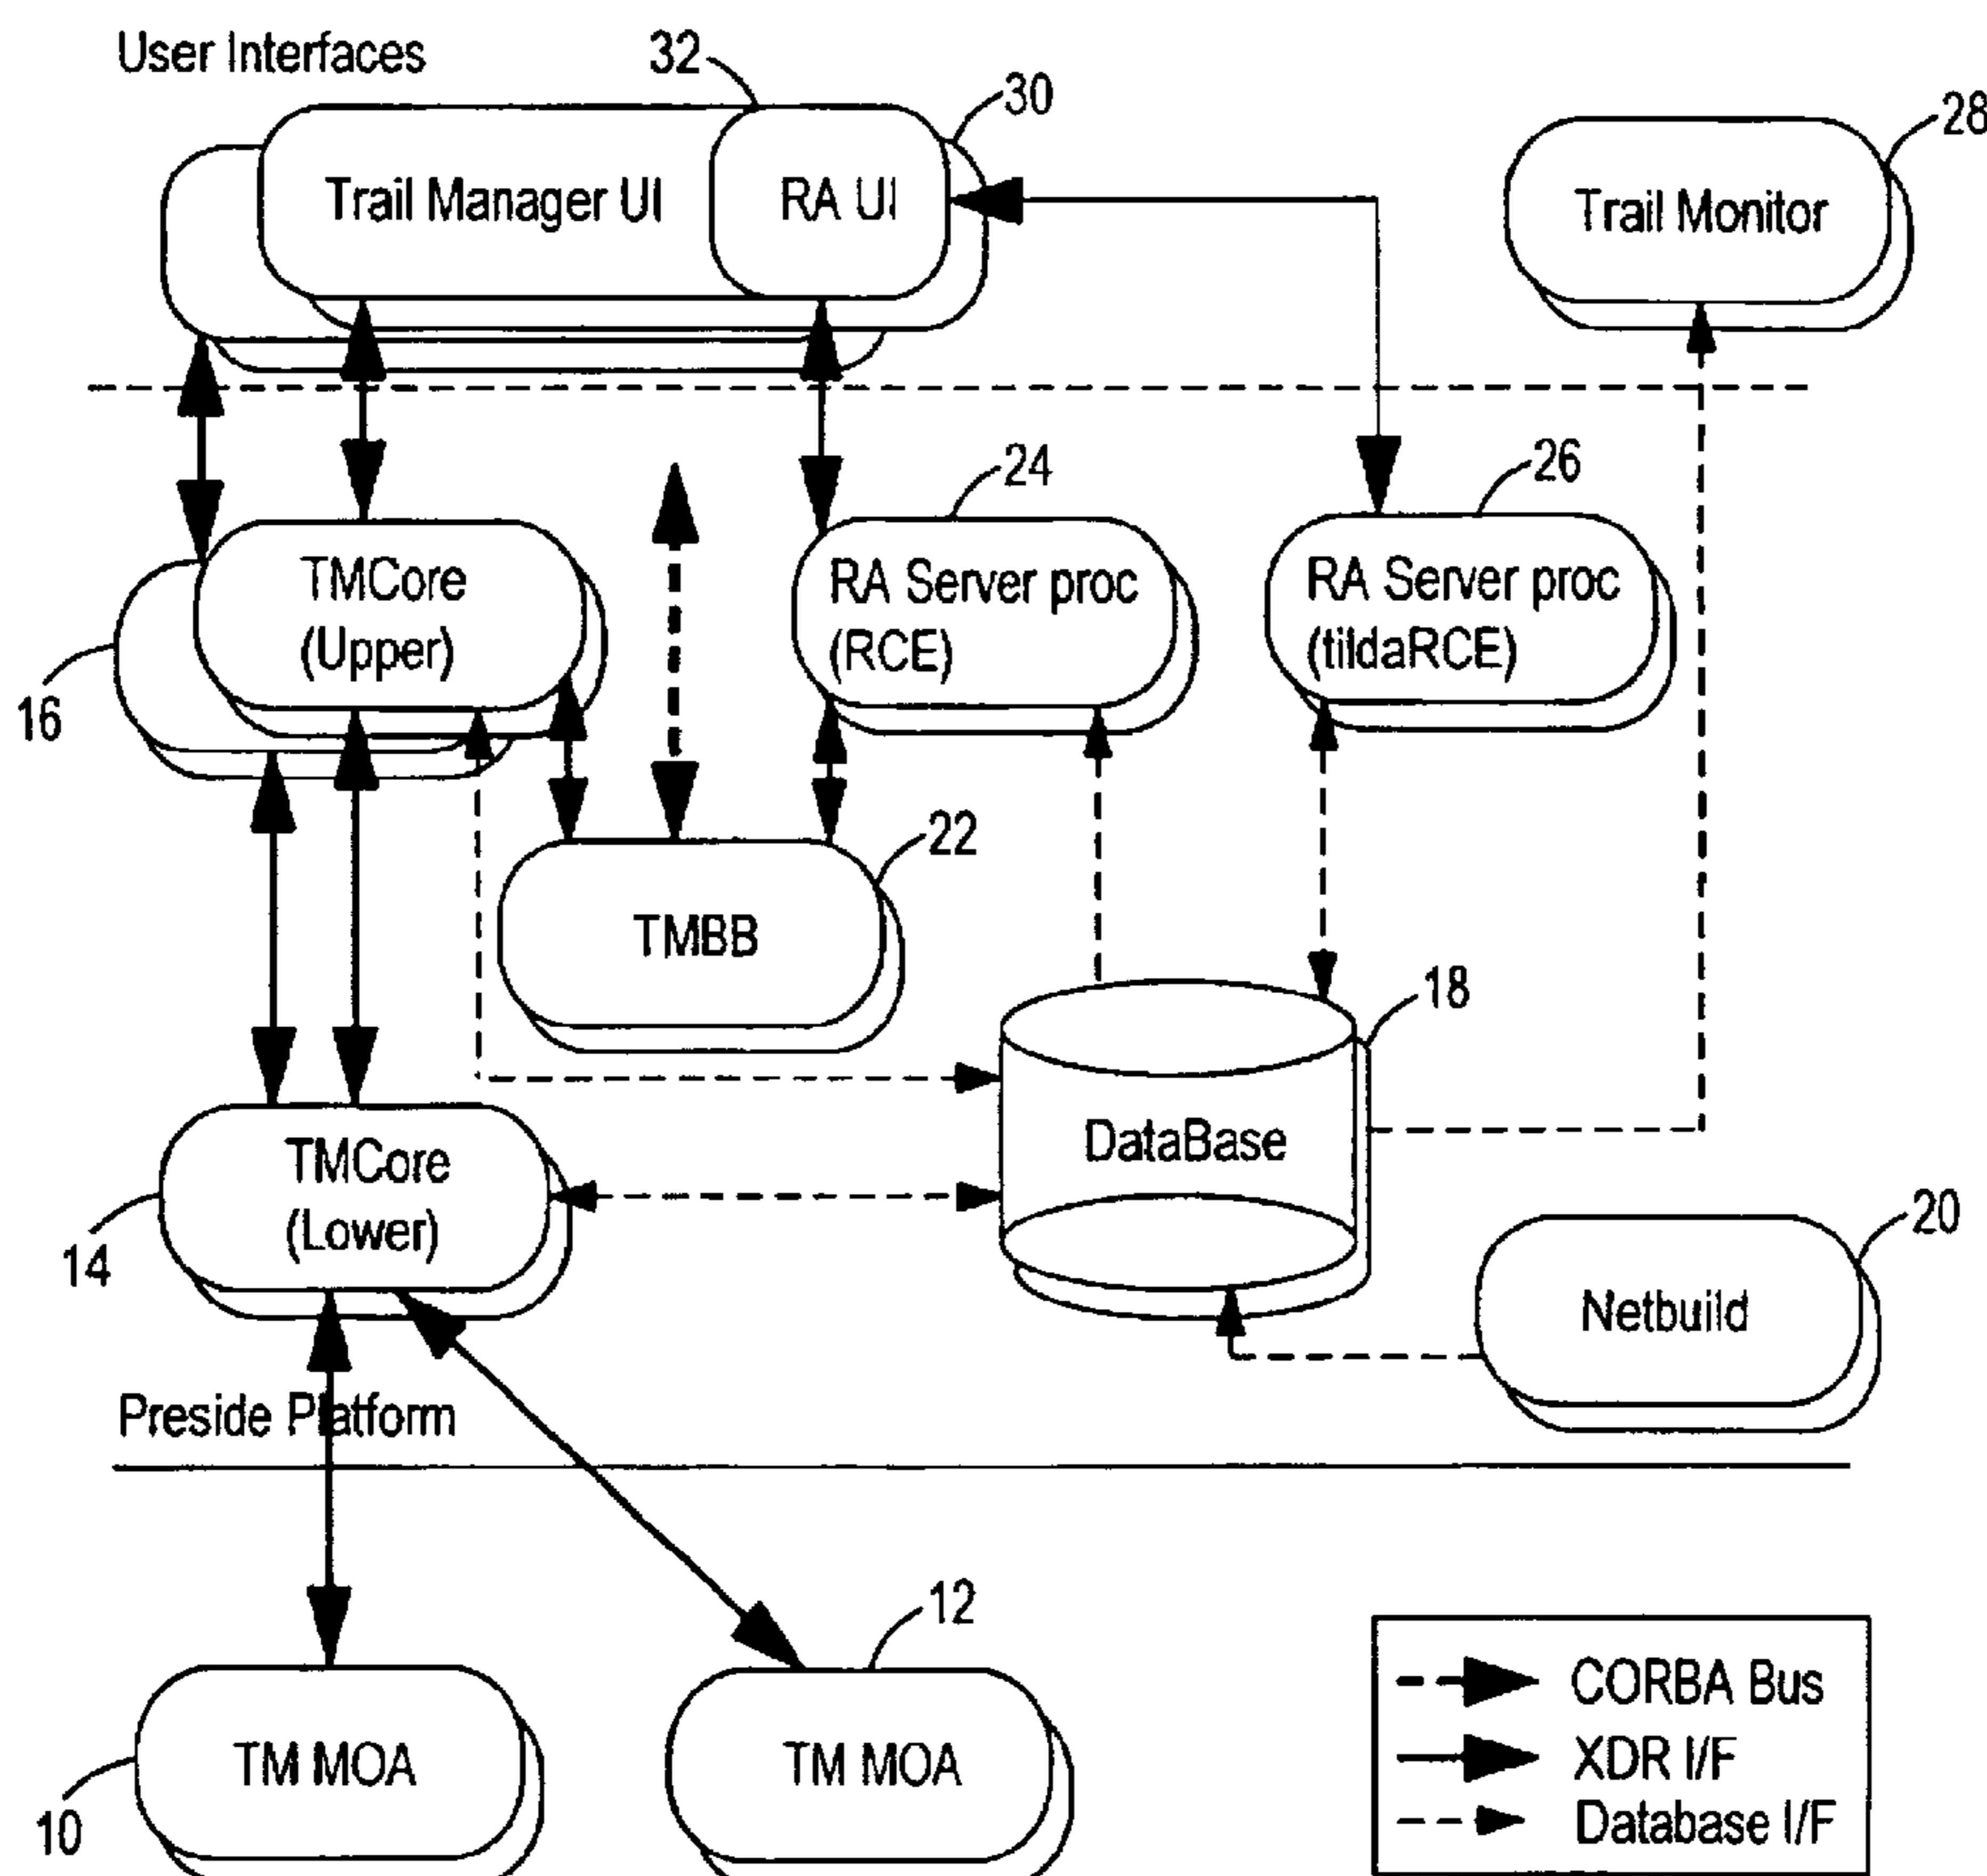 User Interfaces
32
30
28
Trail Manager UI
RA UI
Trail Monitor
24
26
TMCore
(Upper)
RA Server proc
(RCE)
RA Server proc
(tildaRCE)
16
22
TMBB
18
DataBase
TMCore
(Lower)
14
20
Netbuild
Preside Platform
12
TM MOA
TM MOA
10
CORBA Bus
XDR I/F
Database I/F